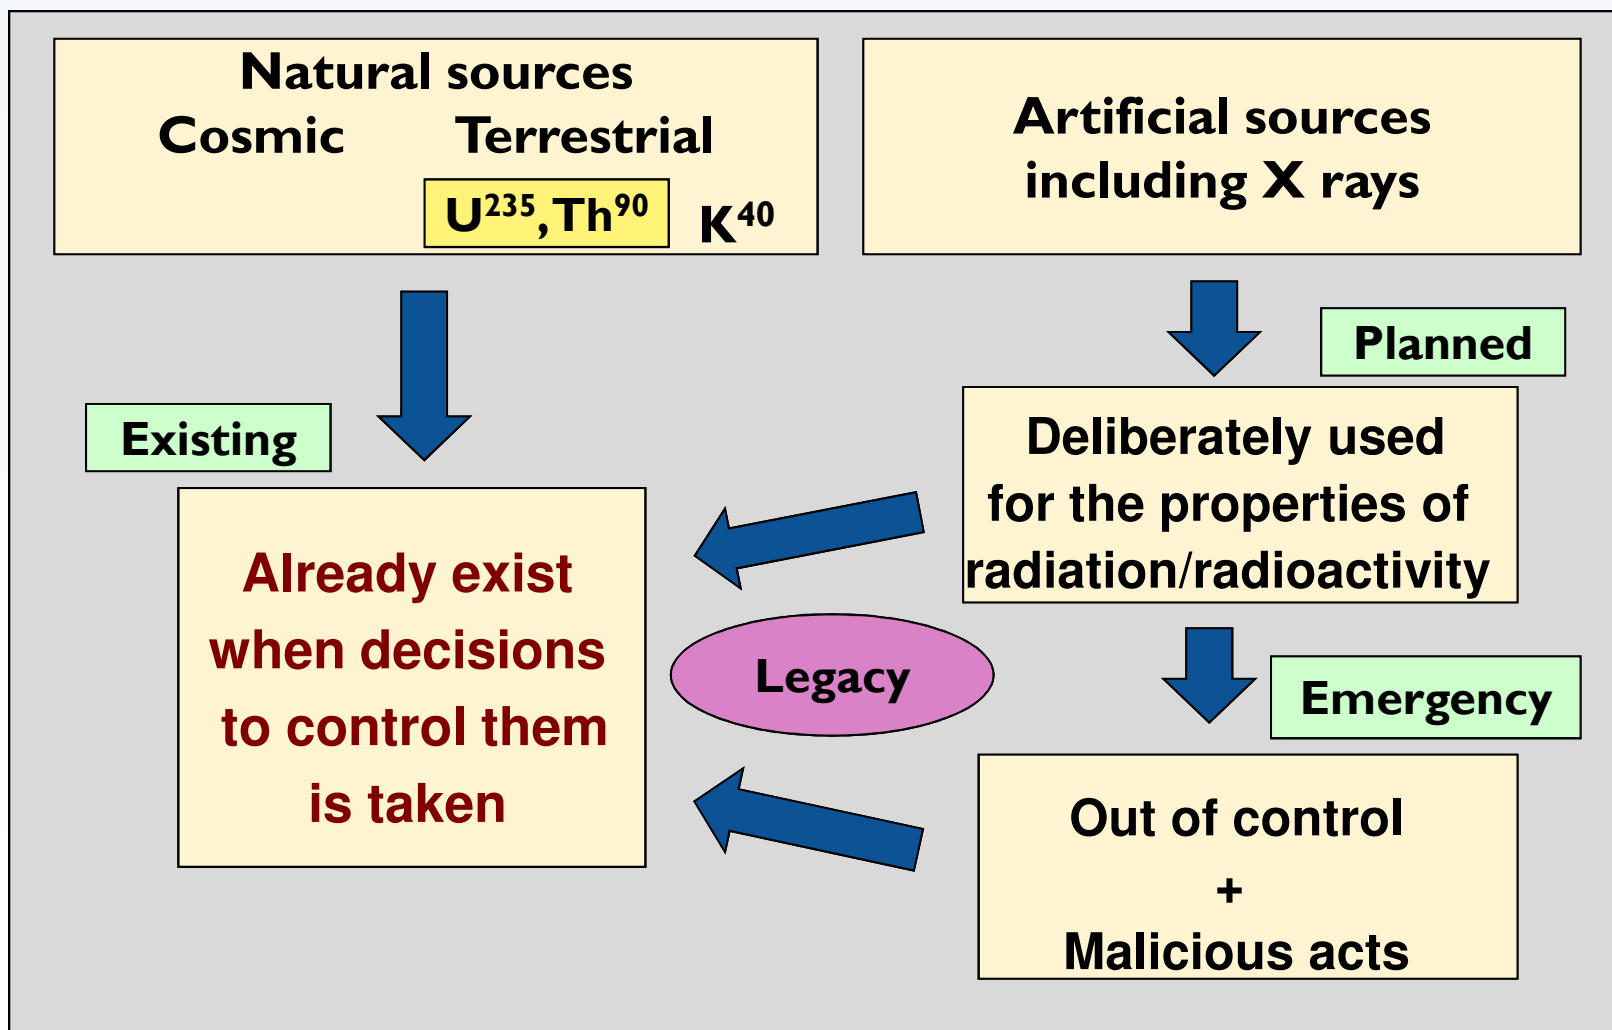 Natural sources
Cosmic Terrestrial
U²³⁵,Th⁹⁰ K⁴⁰
Artificial sources
including X rays
Planned
Existing
Deliberately used
for the properties of
radiation/radioactivity
Already exist
when decisions
to control them
is taken
Legacy
Emergency
Out of control
+
Malicious acts